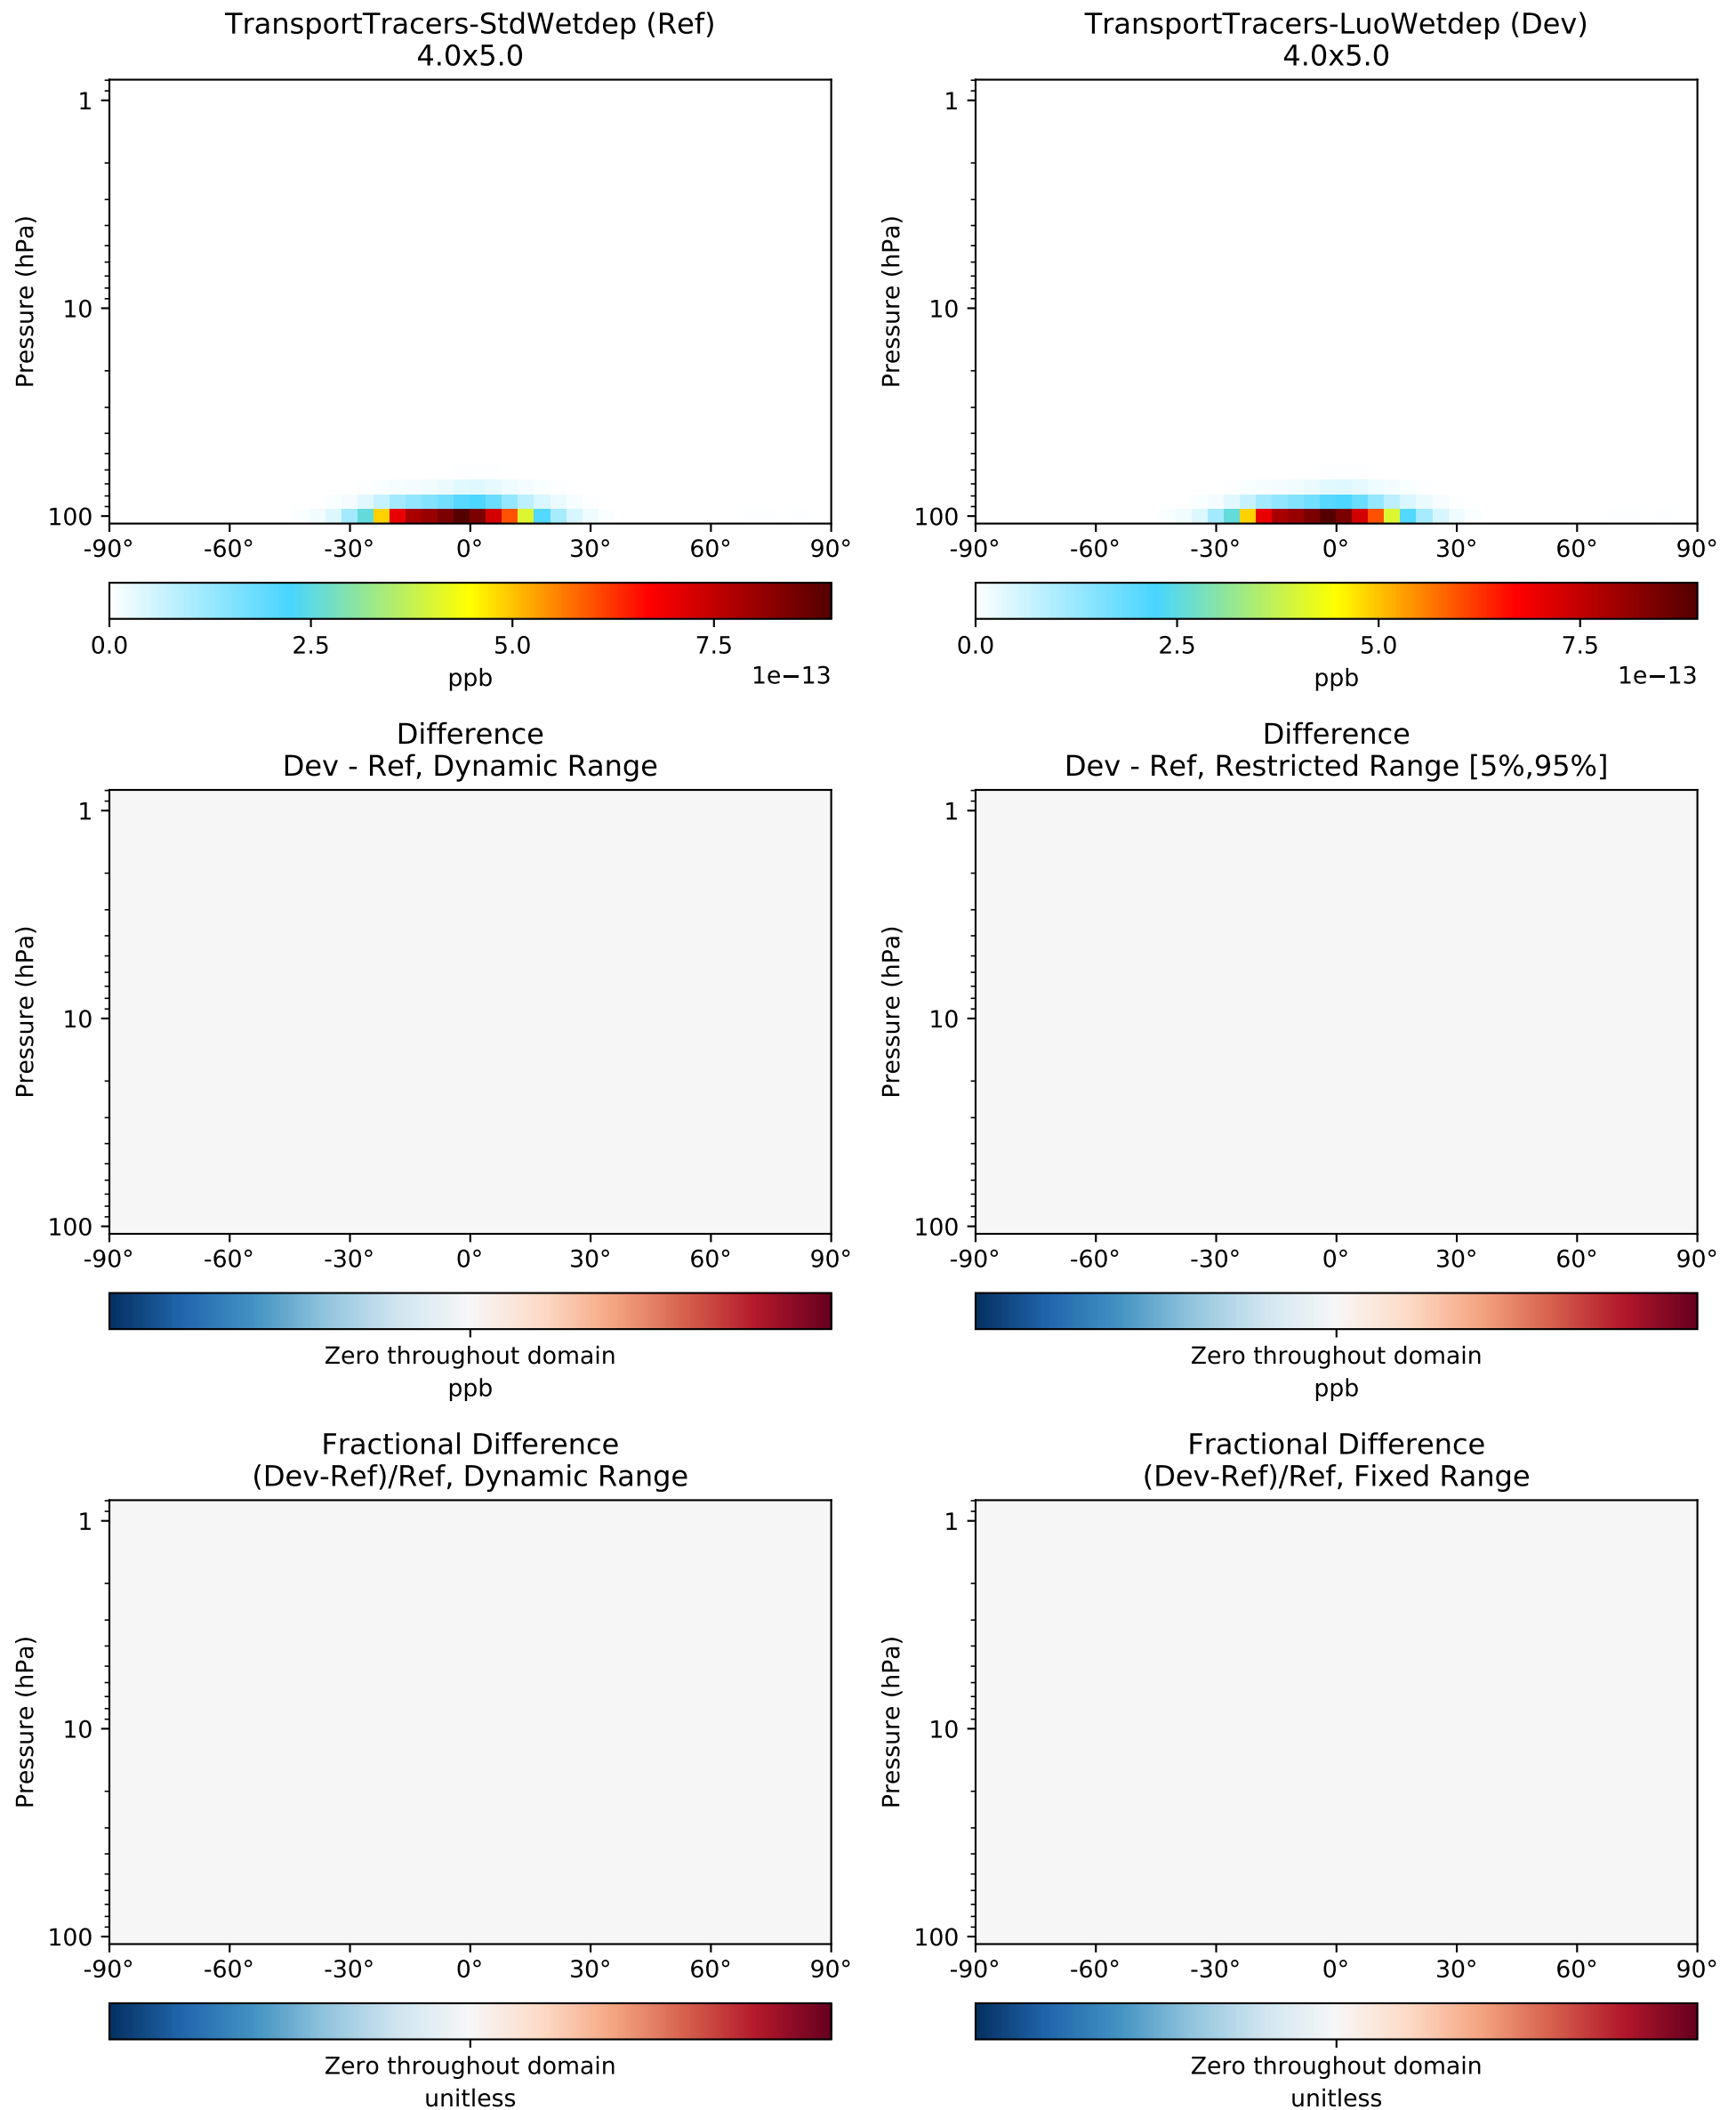 TransportTracers-StdWetdep (Ref)
4.0x5.0
Pressure (hPa)
1
10
100
-90° -60° -30° 0° 30° 60° 90°
0.0 2.5 5.0 7.5
1e−13
ppb
TransportTracers-LuoWetdep (Dev)
4.0x5.0
Pressure (hPa)
1
10
100
-90° -60° -30° 0° 30° 60° 90°
0.0 2.5 5.0 7.5
1e−13
ppb
Difference
Dev - Ref, Dynamic Range
Pressure (hPa)
1
10
100
-90° -60° -30° 0° 30° 60° 90°
Zero throughout domain
ppb
Difference
Dev - Ref, Restricted Range [5%,95%]
Pressure (hPa)
1
10
100
-90° -60° -30° 0° 30° 60° 90°
Zero throughout domain
ppb
Fractional Difference
(Dev-Ref)/Ref, Dynamic Range
Pressure (hPa)
1
10
100
-90° -60° -30° 0° 30° 60° 90°
Zero throughout domain
unitless
Fractional Difference
(Dev-Ref)/Ref, Fixed Range
Pressure (hPa)
1
10
100
-90° -60° -30° 0° 30° 60° 90°
Zero throughout domain
unitless